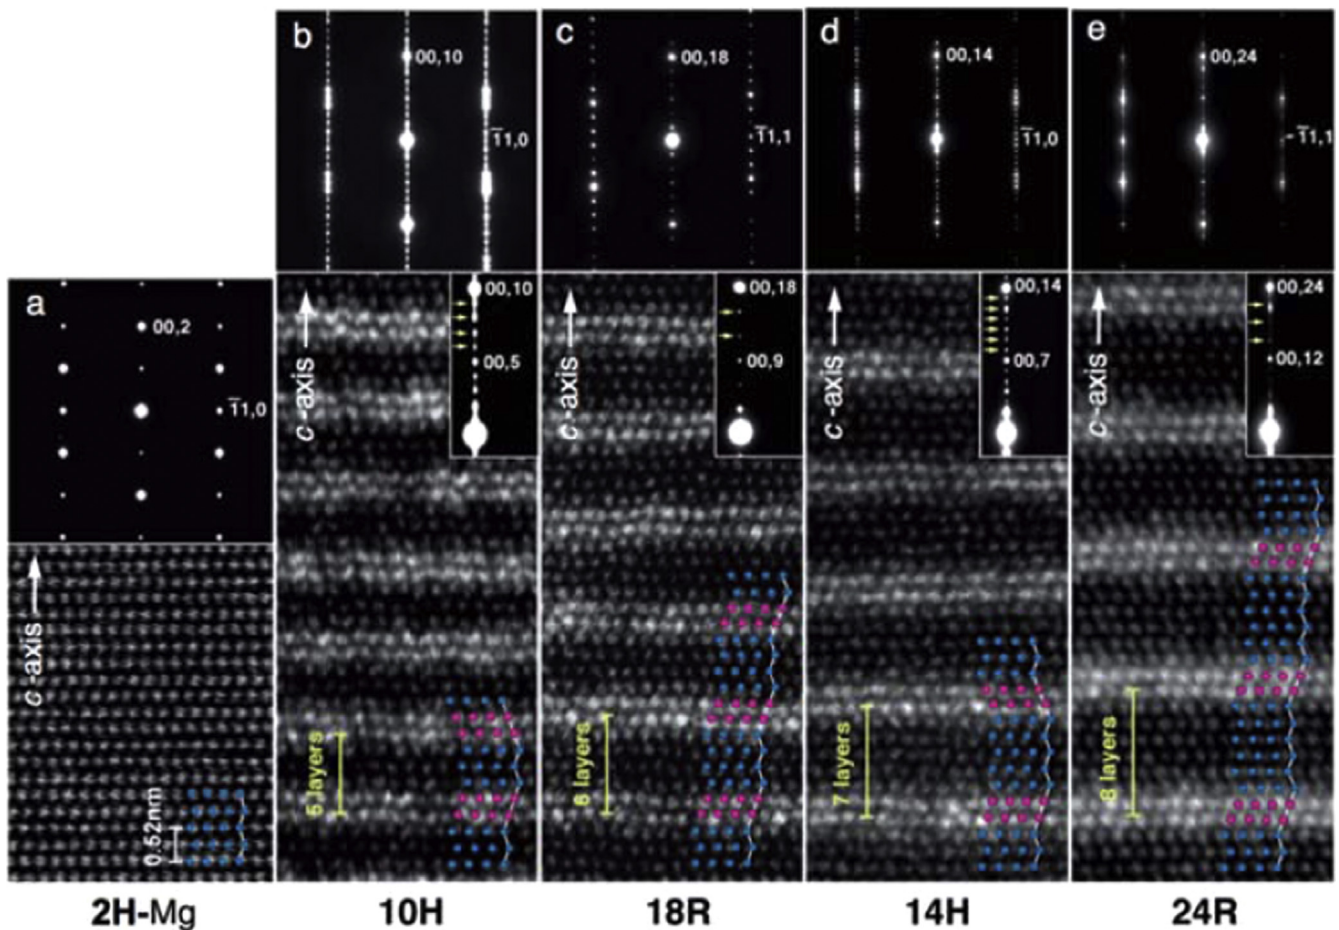 a
00,2
1̅1,0
c-axis
0.52nm
2H-Mg
b
00,10
1̅1,0
c-axis
00,10
00,5
5 layers
10H
c
00,18
1̅1,1
c-axis
00,18
00,9
6 layers
18R
d
00,14
1̅1,0
c-axis
00,14
00,7
7 layers
14H
e
00,24
1̅1,1
c-axis
00,24
00,12
8 layers
24R